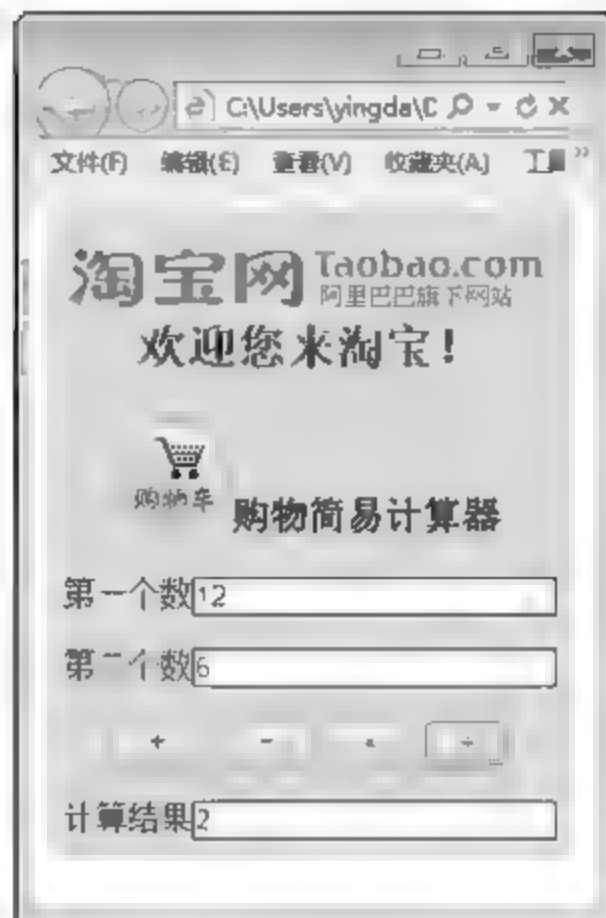 C:\Users\yingda\D
文件(F) 编辑(E) 查看(V) 收藏夹(A) 工具 »
淘宝网 Taobao.com
阿里巴巴旗下网站
欢迎您来淘宝!
购物车
购物简易计算器
第一个数 12
第二个数 6
+ - * ÷
计算结果 2